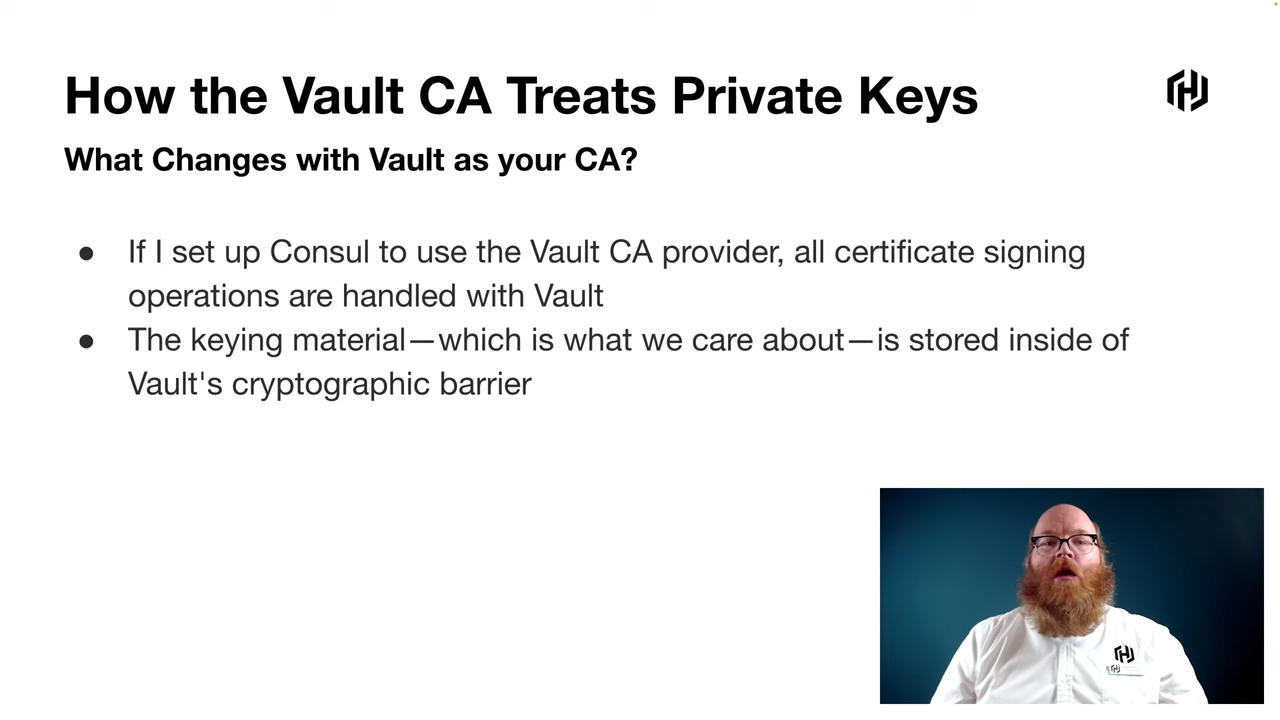 How the Vault CA Treats Private Keys
What Changes with Vault as your CA?
● If I set up Consul to use the Vault CA provider, all certificate signing
operations are handled with Vault
● The keying material—which is what we care about—is stored inside of
Vault's cryptographic barrier